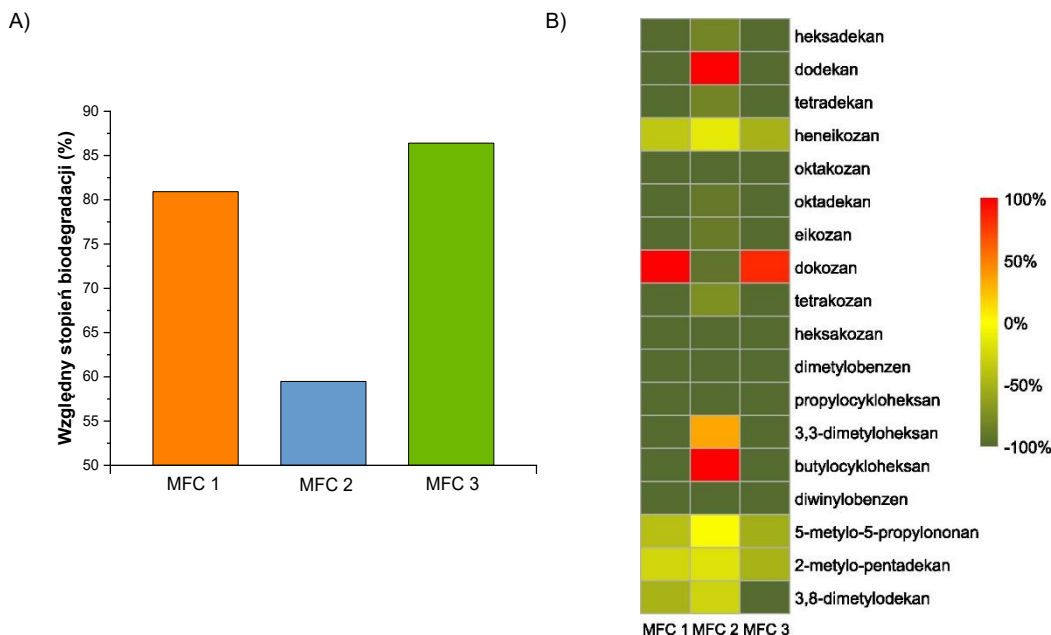 A)
Względny stopień biodegradacji (%)
90
85
80
75
70
65
60
55
50
MFC 1
MFC 2
MFC 3
B)
heksadekan
dodekan
tetradekan
heneikozan
oktakozan
oktadekan
eikozan
dokozan
tetrakozan
heksakozan
dimetylobenzen
propylocykloheksan
3,3-dimetyloheksan
butylocykloheksan
diwinylobenzen
5-metylo-5-propylononan
2-metylo-pentadekan
3,8-dimetylodekan
MFC 1 MFC 2 MFC 3
100%
50%
0%
-50%
-100%